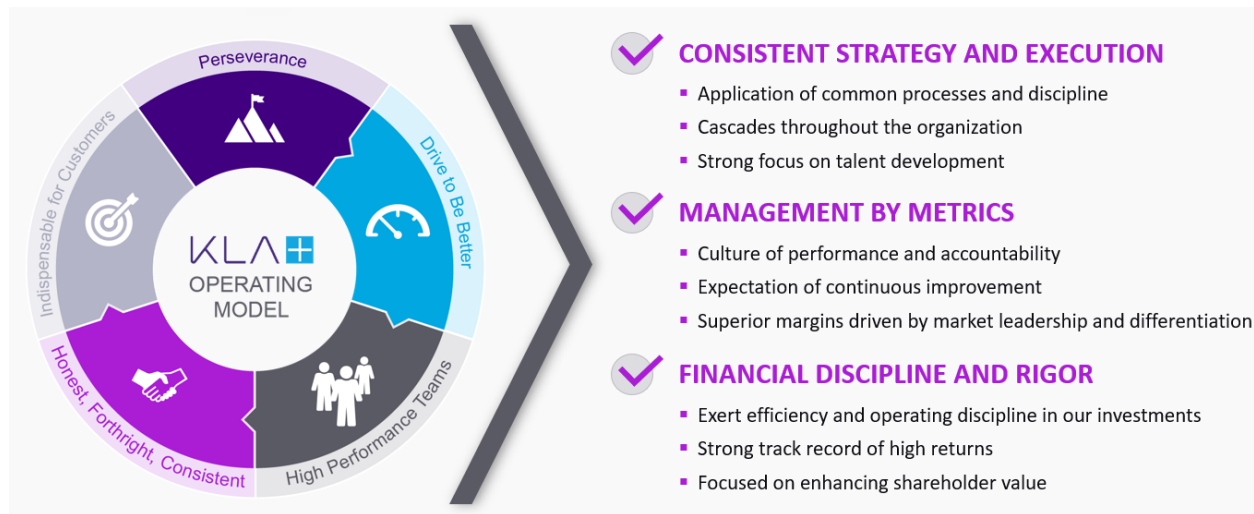 Perseverance
Drive to Be Better
High Performance Teams
Honest, Forthright, Consistent
Indispensable for Customers
KLA+
OPERATING
MODEL
CONSISTENT STRATEGY AND EXECUTION
▪ Application of common processes and discipline
▪ Cascades throughout the organization
▪ Strong focus on talent development
MANAGEMENT BY METRICS
▪ Culture of performance and accountability
▪ Expectation of continuous improvement
▪ Superior margins driven by market leadership and differentiation
FINANCIAL DISCIPLINE AND RIGOR
▪ Exert efficiency and operating discipline in our investments
▪ Strong track record of high returns
▪ Focused on enhancing shareholder value